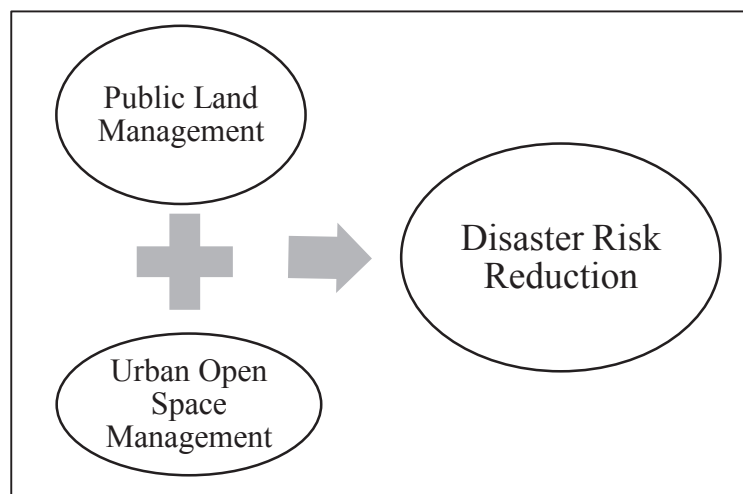 Public Land
Management
Disaster Risk
Reduction
Urban Open
Space
Management